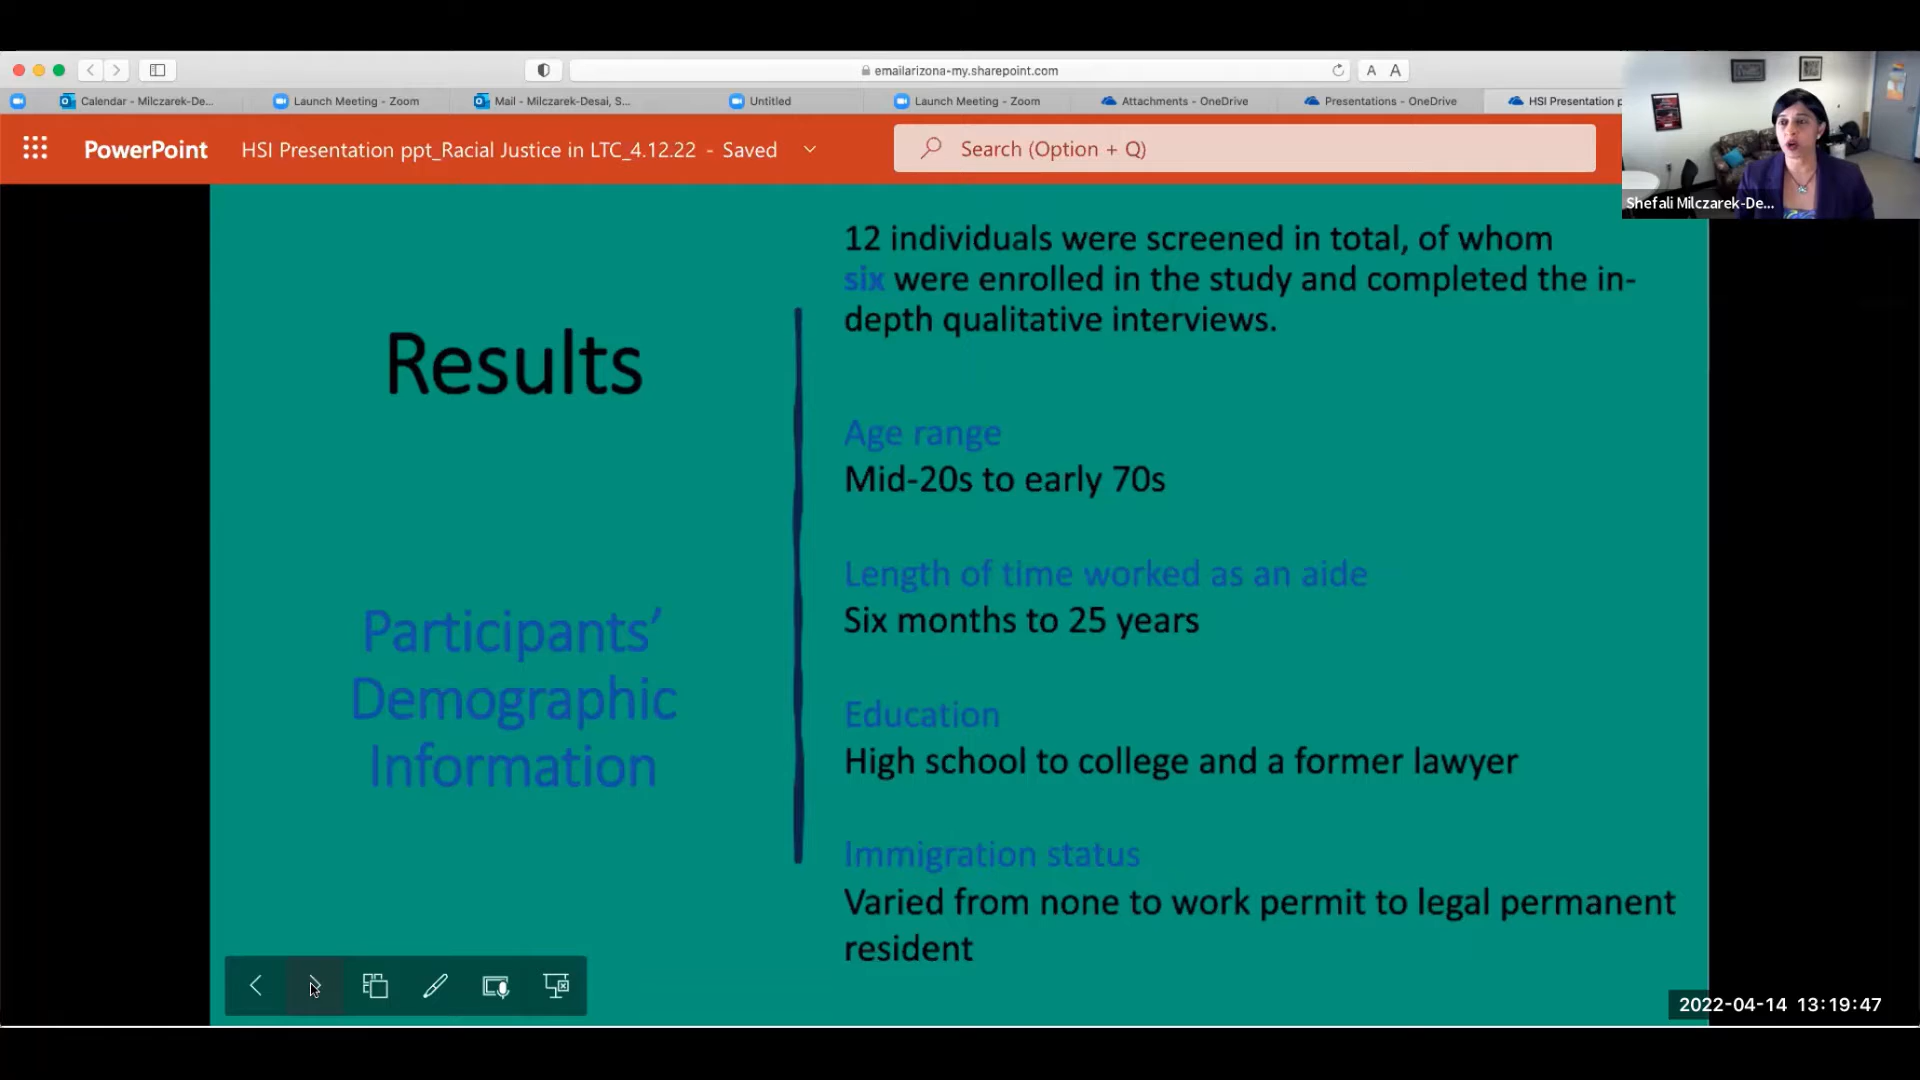 emailarizona-my.sharepoint.com
A A
Calendar - Milczarek-De...
Launch Meeting - Zoom
Mail - Milczarek-Desai, S...
Untitled
Launch Meeting - Zoom
Attachments - OneDrive
Presentations - OneDrive
HSI Presentation p
PowerPoint
HSI Presentation ppt_Racial Justice in LTC_4.12.22 - Saved
Search (Option + Q)
Shefali Milczarek-De...
Results
Participants’
Demographic
Information
12 individuals were screened in total, of whom
six were enrolled in the study and completed the in-
depth qualitative interviews.
Age range
Mid-20s to early 70s
Length of time worked as an aide
Six months to 25 years
Education
High school to college and a former lawyer
Immigration status
Varied from none to work permit to legal permanent
resident
2022-04-14 13:19:47